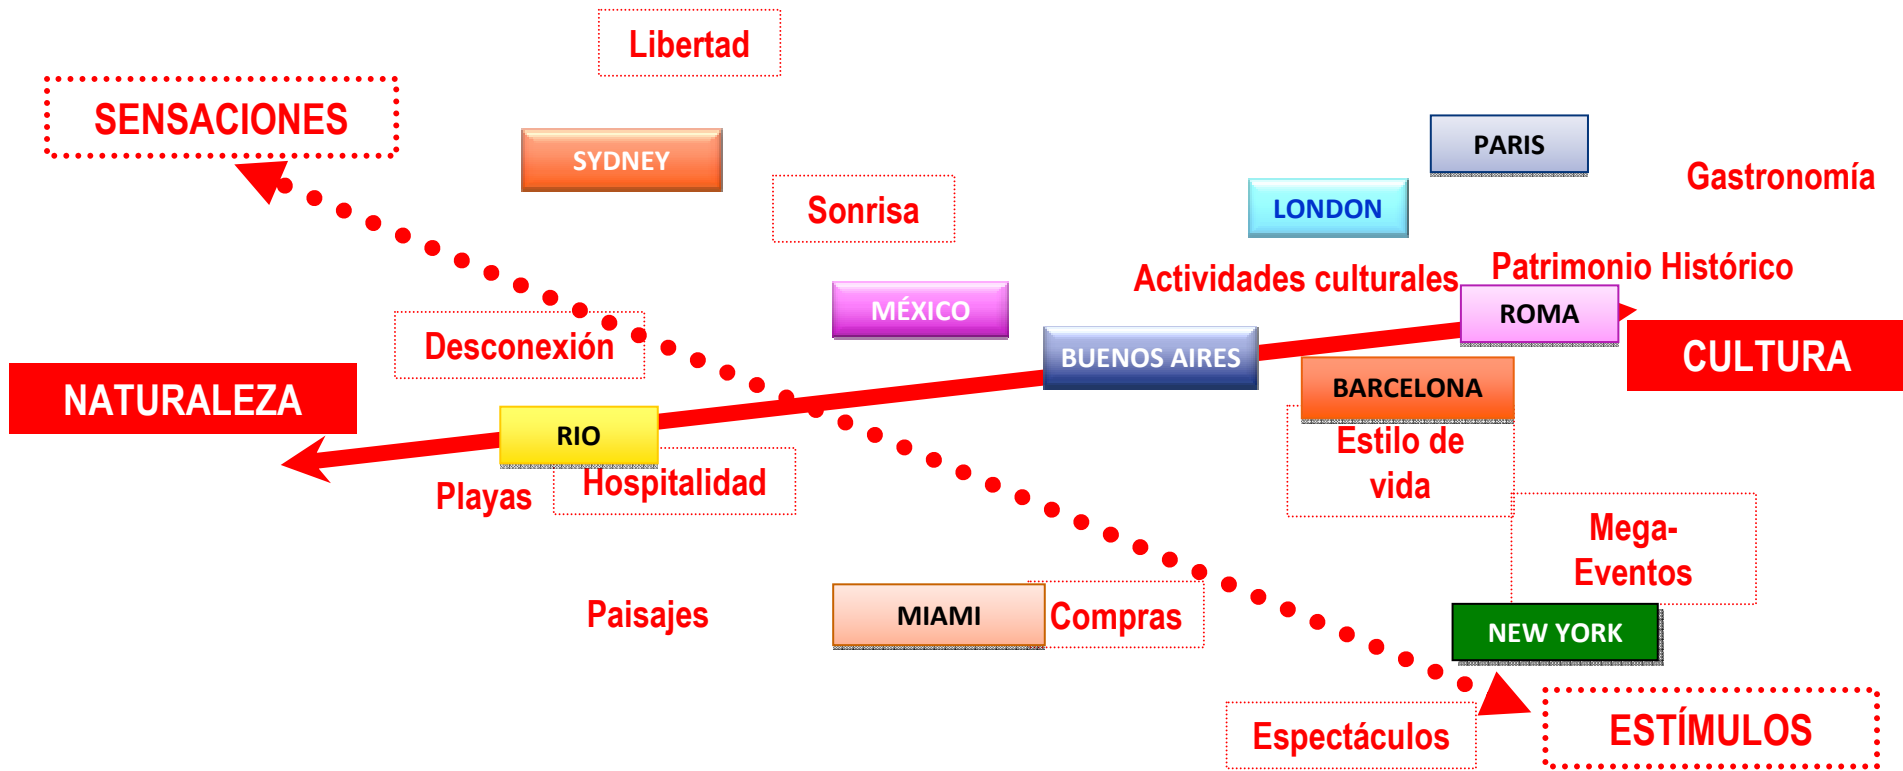 Libertad
SENSACIONES
SYDNEY
PARIS
Gastronomía
Sonrisa
LONDON
Actividades culturales
Patrimonio Histórico
MÉXICO
ROMA
Desconexión
BUENOS AIRES
CULTURA
NATURALEZA
BARCELONA
RIO
Estilo de
vida
Playas
Hospitalidad
Mega-
Eventos
Paisajes
MIAMI
Compras
NEW YORK
Espectáculos
ESTÍMULOS